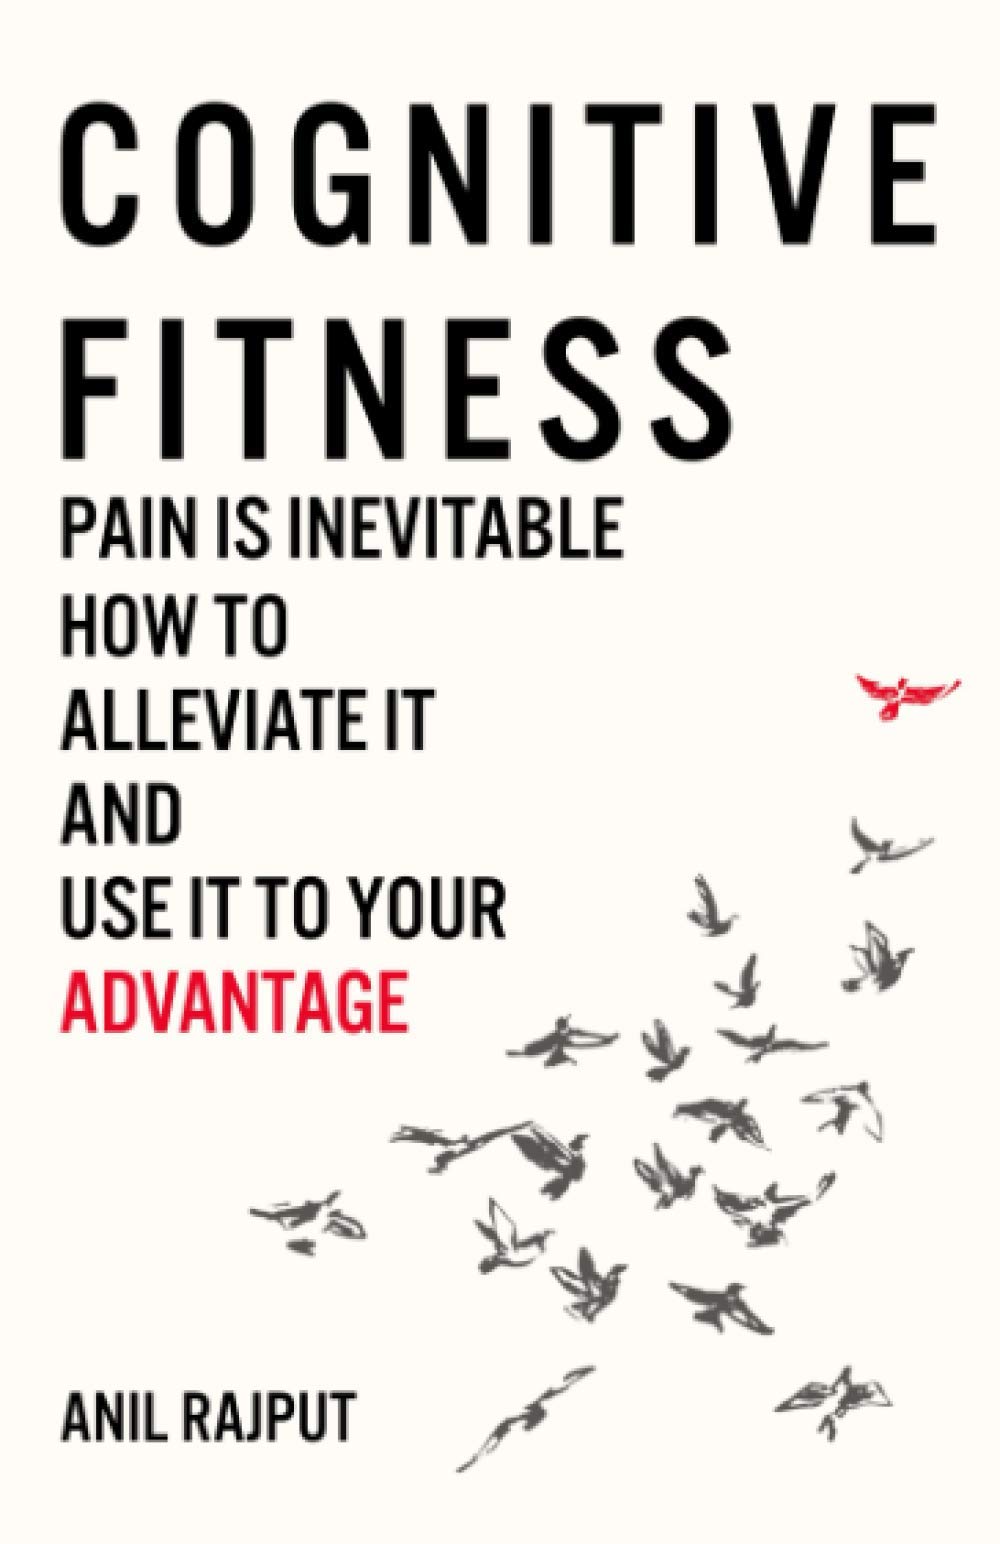 COGNITIVE
FITNESS
PAIN IS INEVITABLE
HOW TO
ALLEVIATE IT
AND
USE IT TO YOUR
ADVANTAGE
ANIL RAJPUT